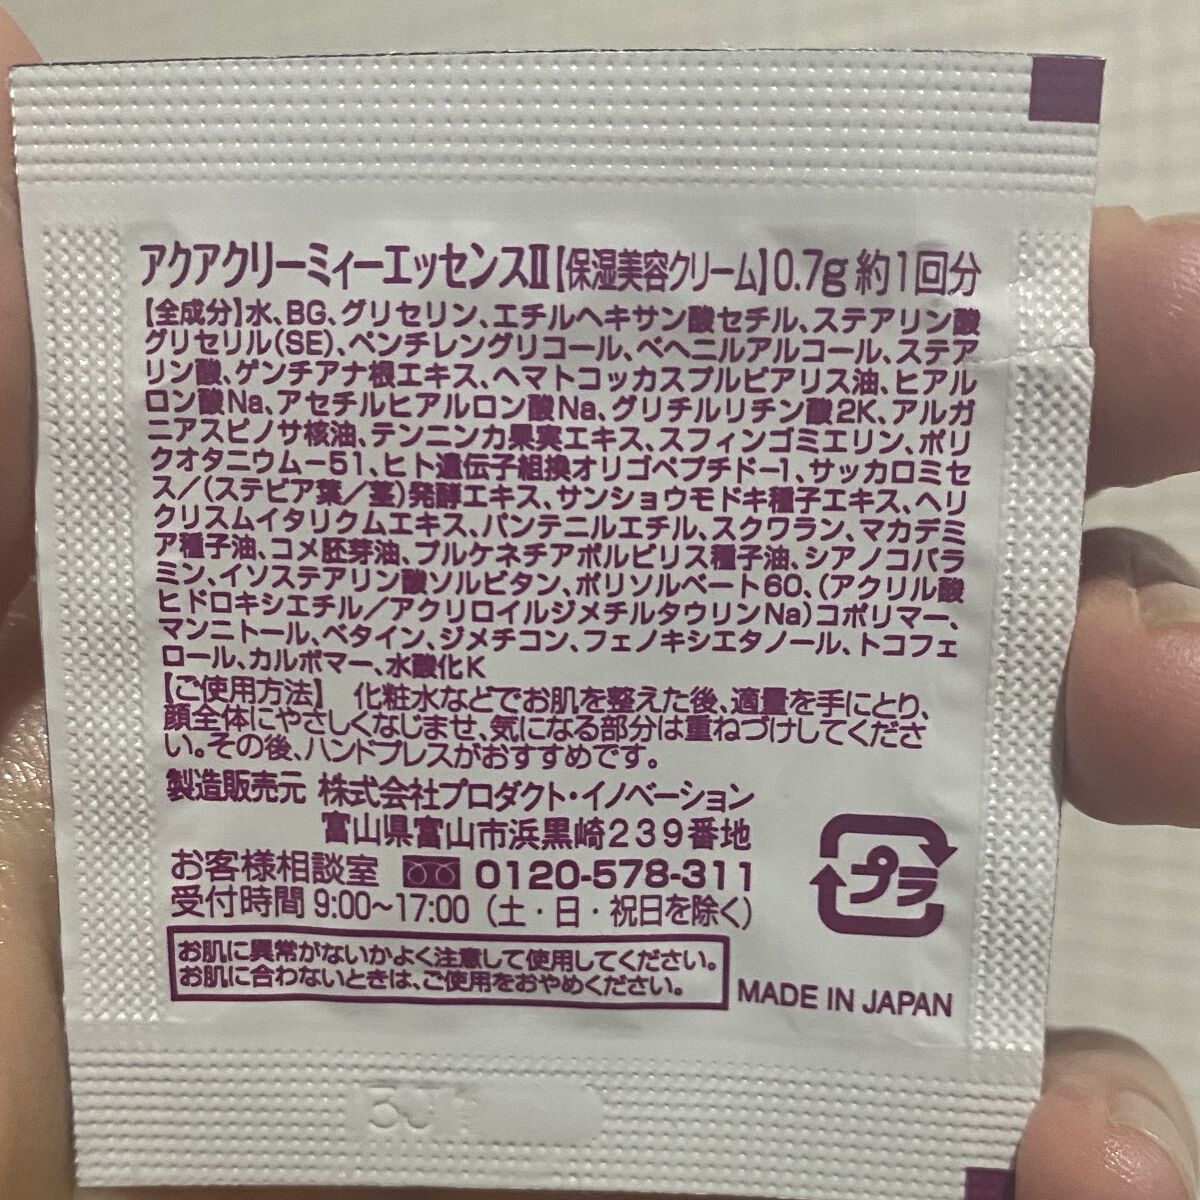 アクアクリーミィーエッセンスⅡ【保湿美容クリーム】0.7g 約1回分
【全成分】水、BG、グリセリン、エチルヘキサン酸セチル、ステアリン酸
グリセリル(SE)、ペンチレングリコール、ベヘニルアルコール、ステア
リン酸、ゲンチアナ根エキス、ヘマトコッカスプルビアリス油、ヒアル
ロン酸Na、アセチルヒアルロン酸Na、グリチルリチン酸2K、アルガ
ニアスピノサ核油、テンニンカ果実エキス、スフィンゴミエリン、ポリ
クオタニウム−51、ヒト遺伝子組換オリゴペプチド−1、サッカロミセ
ス／(ステビア葉／茎)発酵エキス、サンショウモドキ種子エキス、ヘリ
クリスムイタリクムエキス、パンテニルエチル、スクワラン、マカデミ
ア種子油、コメ胚芽油、プルケネチアボルビリス種子油、シアノコバラ
ミン、イソステアリン酸ソルビタン、ポリソルベート60、(アクリル酸
ヒドロキシエチル／アクリロイルジメチルタウリンNa)コポリマー、
マンニトール、ベタイン、ジメチコン、フェノキシエタノール、トコフェ
ロール、カルボマー、水酸化K
【ご使用方法】 化粧水などでお肌を整えた後、適量を手にとり、
顔全体にやさしくなじませ、気になる部分は重ねづけしてくださ
い。その後、ハンドプレスがおすすめです。
製造販売元 株式会社プロダクト・イノベーション
富山県富山市浜黒崎239番地
お客様相談室 0120-578-311
受付時間 9:00～17:00 (土・日・祝日を除く)
プラ
お肌に異常がないかよく注意して使用してください。
お肌に合わないときは、ご使用をおやめください。
MADE IN JAPAN